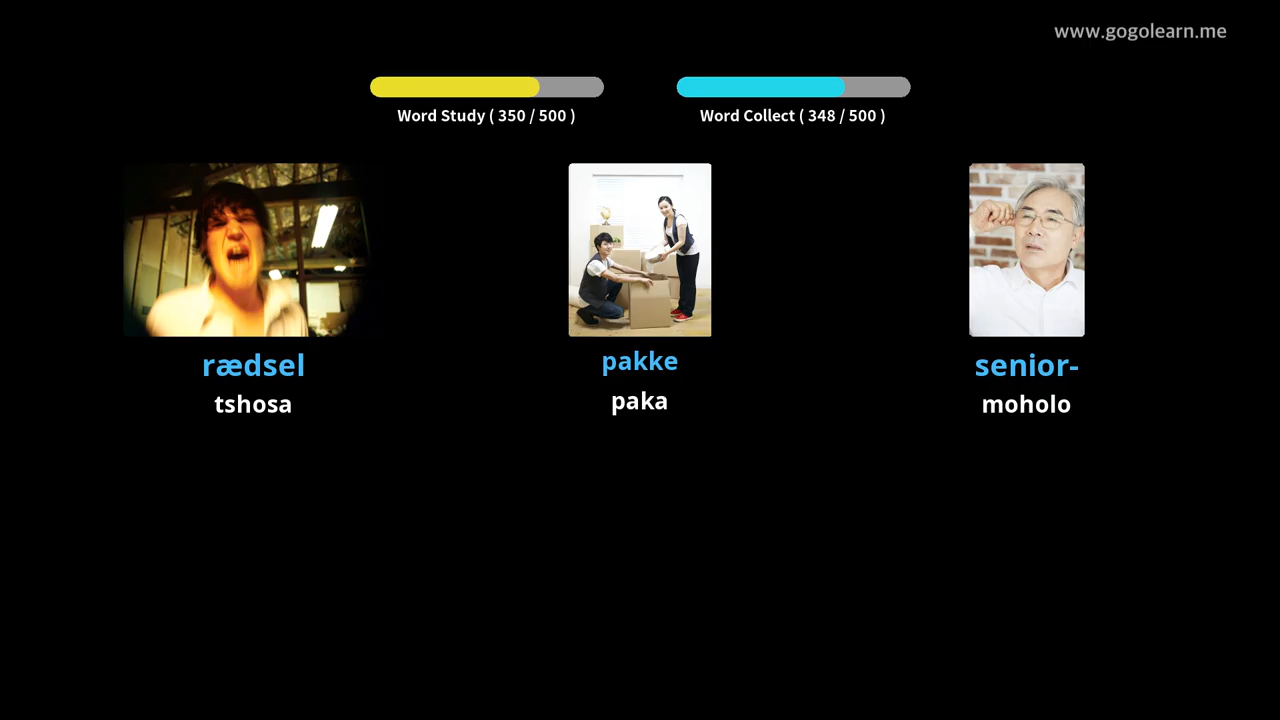 www.gogolearn.me
Word Study ( 350 / 500 )
Word Collect ( 348 / 500 )
rædsel
pakke
senior-
tshosa
paka
moholo